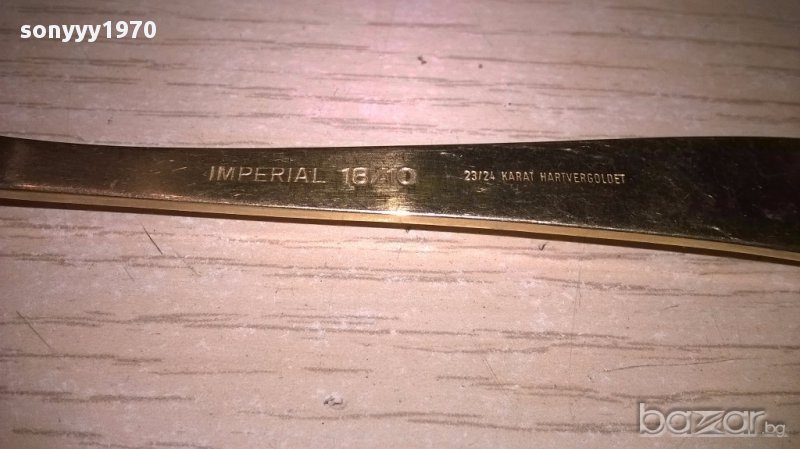 sonyyy1970
IMPERIAL 18/10 23/24 KARAT HARTVERGOLDET
bazar.bg